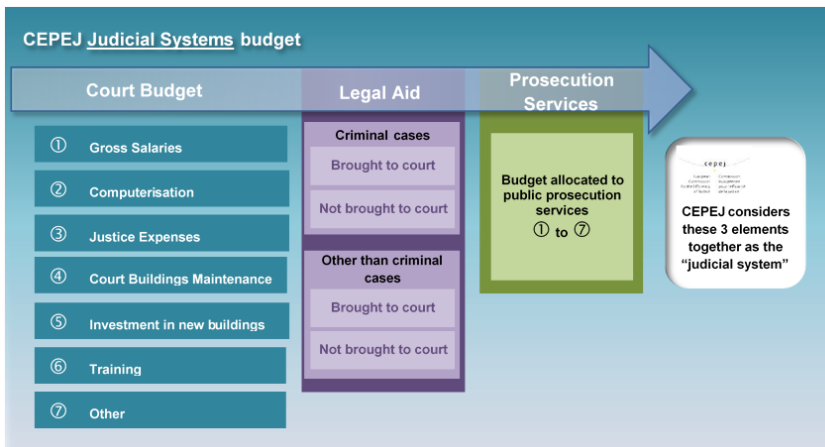 CEPEJ Judicial Systems budget
Court Budget
Legal Aid
Prosecution
Services
① Gross Salaries
② Computerisation
③ Justice Expenses
④ Court Buildings Maintenance
⑤ Investment in new buildings
⑥ Training
⑦ Other
Criminal cases
Brought to court
Not brought to court
Other than criminal
cases
Brought to court
Not brought to court
Budget allocated to
public prosecution
services
① to ⑦
cepej
CEPEJ considers
these 3 elements
together as the
“judicial system”